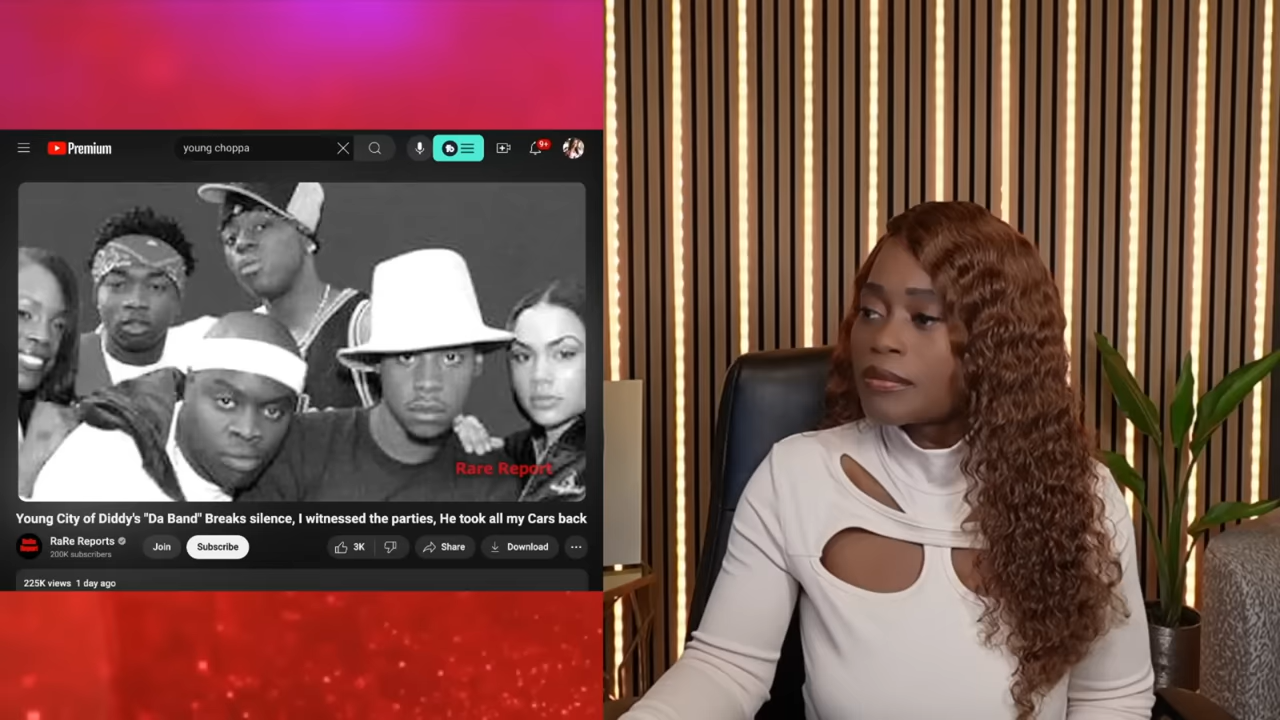 Premium
young choppa
9+
Rare Report
Young City of Diddy's "Da Band" Breaks silence, I witnessed the parties, He took all my Cars back
RaRe Reports
200K subscribers
Join
Subscribe
3K
Share
Download
225K views 1 day ago